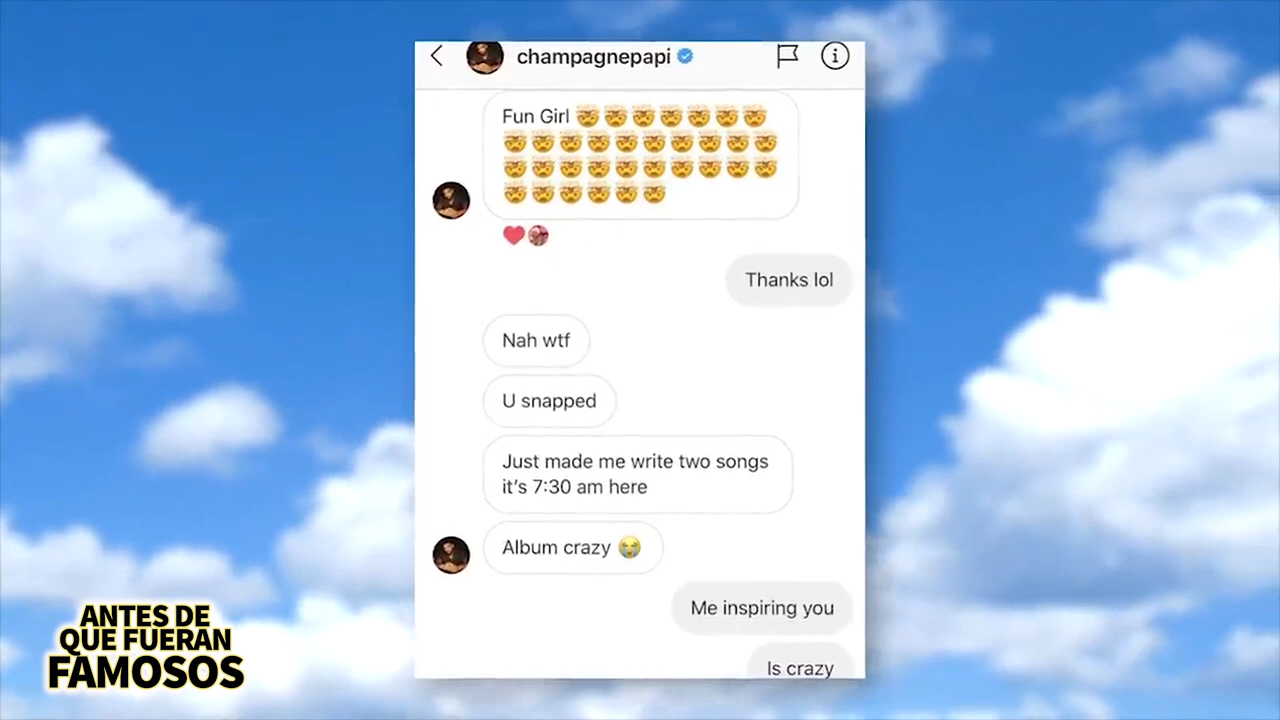 champagnepapi
Fun Girl 🤯🤯🤯🤯🤯🤯🤯
🤯🤯🤯🤯🤯🤯🤯🤯🤯🤯
🤯🤯🤯🤯🤯🤯🤯🤯🤯🤯
🤯🤯🤯🤯🤯🤯
Thanks lol
Nah wtf
U snapped
Just made me write two songs
it's 7:30 am here
Album crazy 😭
Me inspiring you
Is crazy
ANTES DE
QUE FUERAN
FAMOSOS